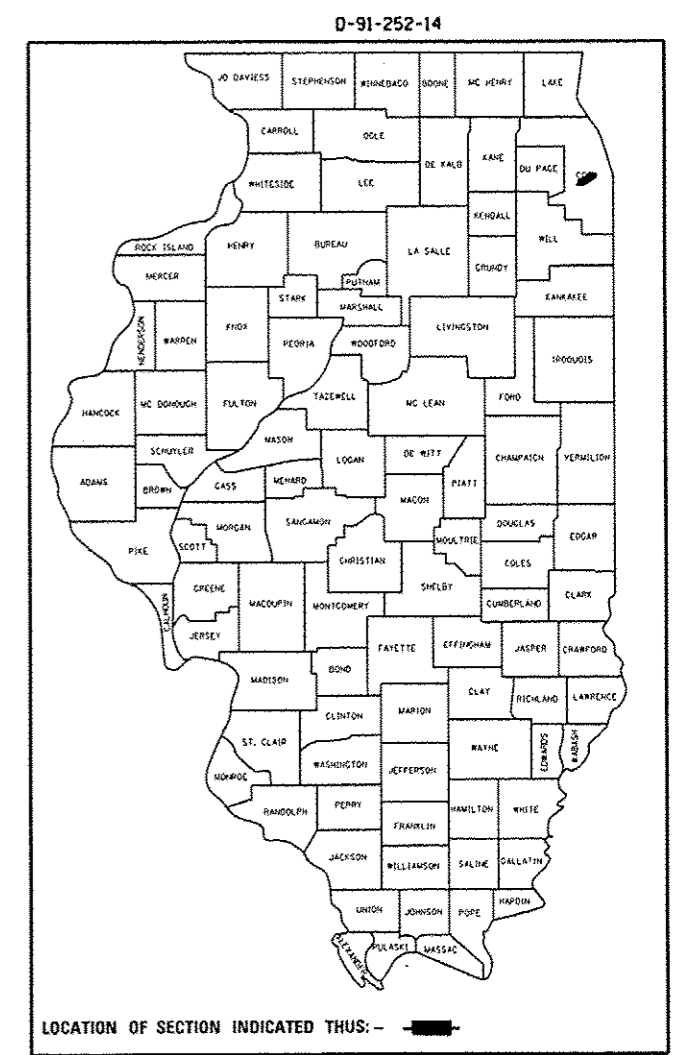 D-91-252-14
JO DAVIESS STEPHENSON WINNEBAGO BOONE MC HENRY LAKE
CARROLL OGLE DE KALB KANE DU PAGE
WHITESIDE LEE KENDALL WILL
ROCK ISLAND HENRY BUREAU LA SALLE GRUNDY
MERCER PUTNAM KANKAKEE
STARK MARSHALL
HENDERSON WARREN KNOX PEORIA WOODFORD LIVINGSTON IROQUOIS
HANCOCK MC DONOUGH FULTON TAZEWELL MC LEAN FORD
SCHUYLER MASON LOGAN DE WITT CHAMPAIGN VERMILION
ADAMS BROWN CASS MENARD MACON PIATT
PIKE SCOTT MORGAN SANGAMON MOULTRIE DOUGLAS EDGAR
CHRISTIAN COLES
CALHOUN GREENE MACOUPIN MONTGOMERY SHELBY CUMBERLAND CLARK
JERSEY FAYETTE EFFINGHAM JASPER CRAWFORD
MADISON BOND CLAY RICHLAND LAWRENCE
CLINTON MARION
ST. CLAIR WAYNE EDWARDS WABASH
MONROE WASHINGTON JEFFERSON
RANDOLPH PERRY HAMILTON WHITE
FRANKLIN
JACKSON WILLIAMSON SALINE GALLATIN
UNION JOHNSON POPE HARDIN
ALEXANDER PULASKI MASSAC
LOCATION OF SECTION INDICATED THUS: -